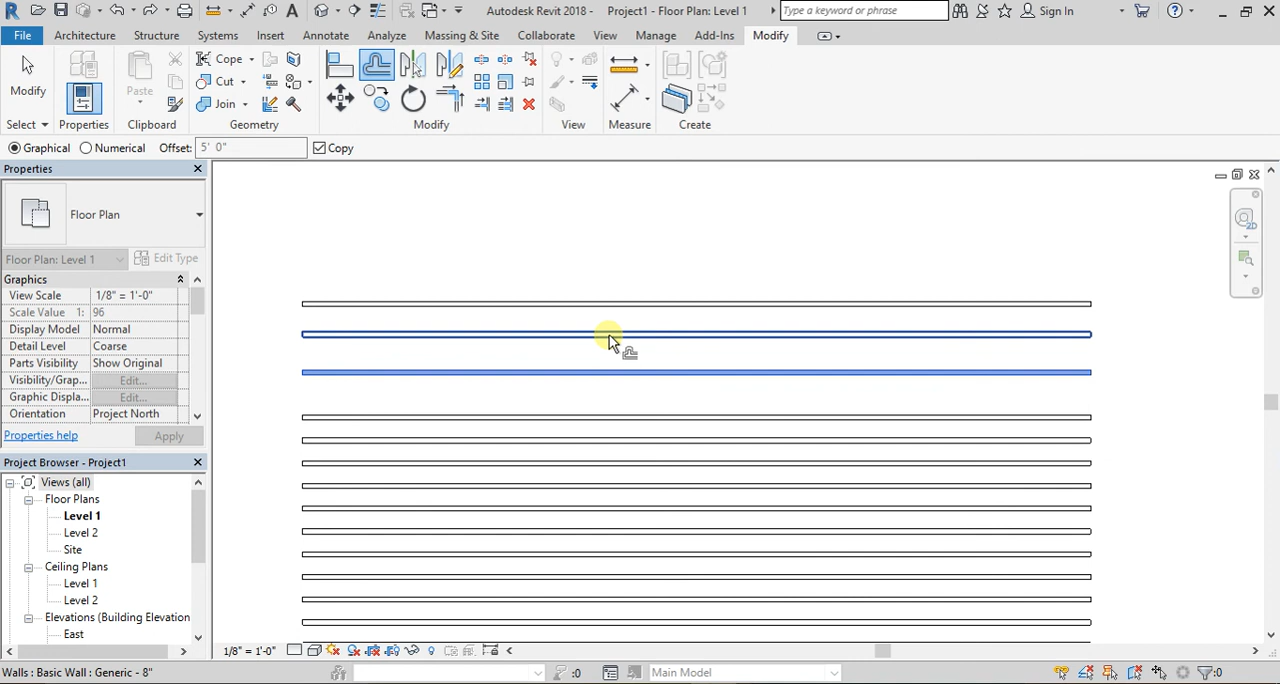 Autodesk Revit 2018 - Project1 - Floor Plan: Level 1
Type a keyword or phrase
Sign In
File Architecture Structure Systems Insert Annotate Analyze Massing & Site Collaborate View Manage Add-Ins Modify
Modify
Paste
Cope
Cut
Join
Select Properties Clipboard Geometry Modify View Measure Create
Graphical Numerical Offset: 5' 0" Copy
Properties
Floor Plan
Floor Plan: Level 1 Edit Type
Graphics
View Scale 1/8" = 1'-0"
Scale Value 1: 96
Display Model Normal
Detail Level Coarse
Parts Visibility Show Original
Visibility/Grap... Edit...
Graphic Displa... Edit...
Orientation Project North
Properties help Apply
Project Browser - Project1
Views (all)
Floor Plans
Level 1
Level 2
Site
Ceiling Plans
Level 1
Level 2
Elevations (Building Elevation
East
2D
1/8" = 1'-0"
Walls : Basic Wall : Generic - 8"
:0
Main Model
:0